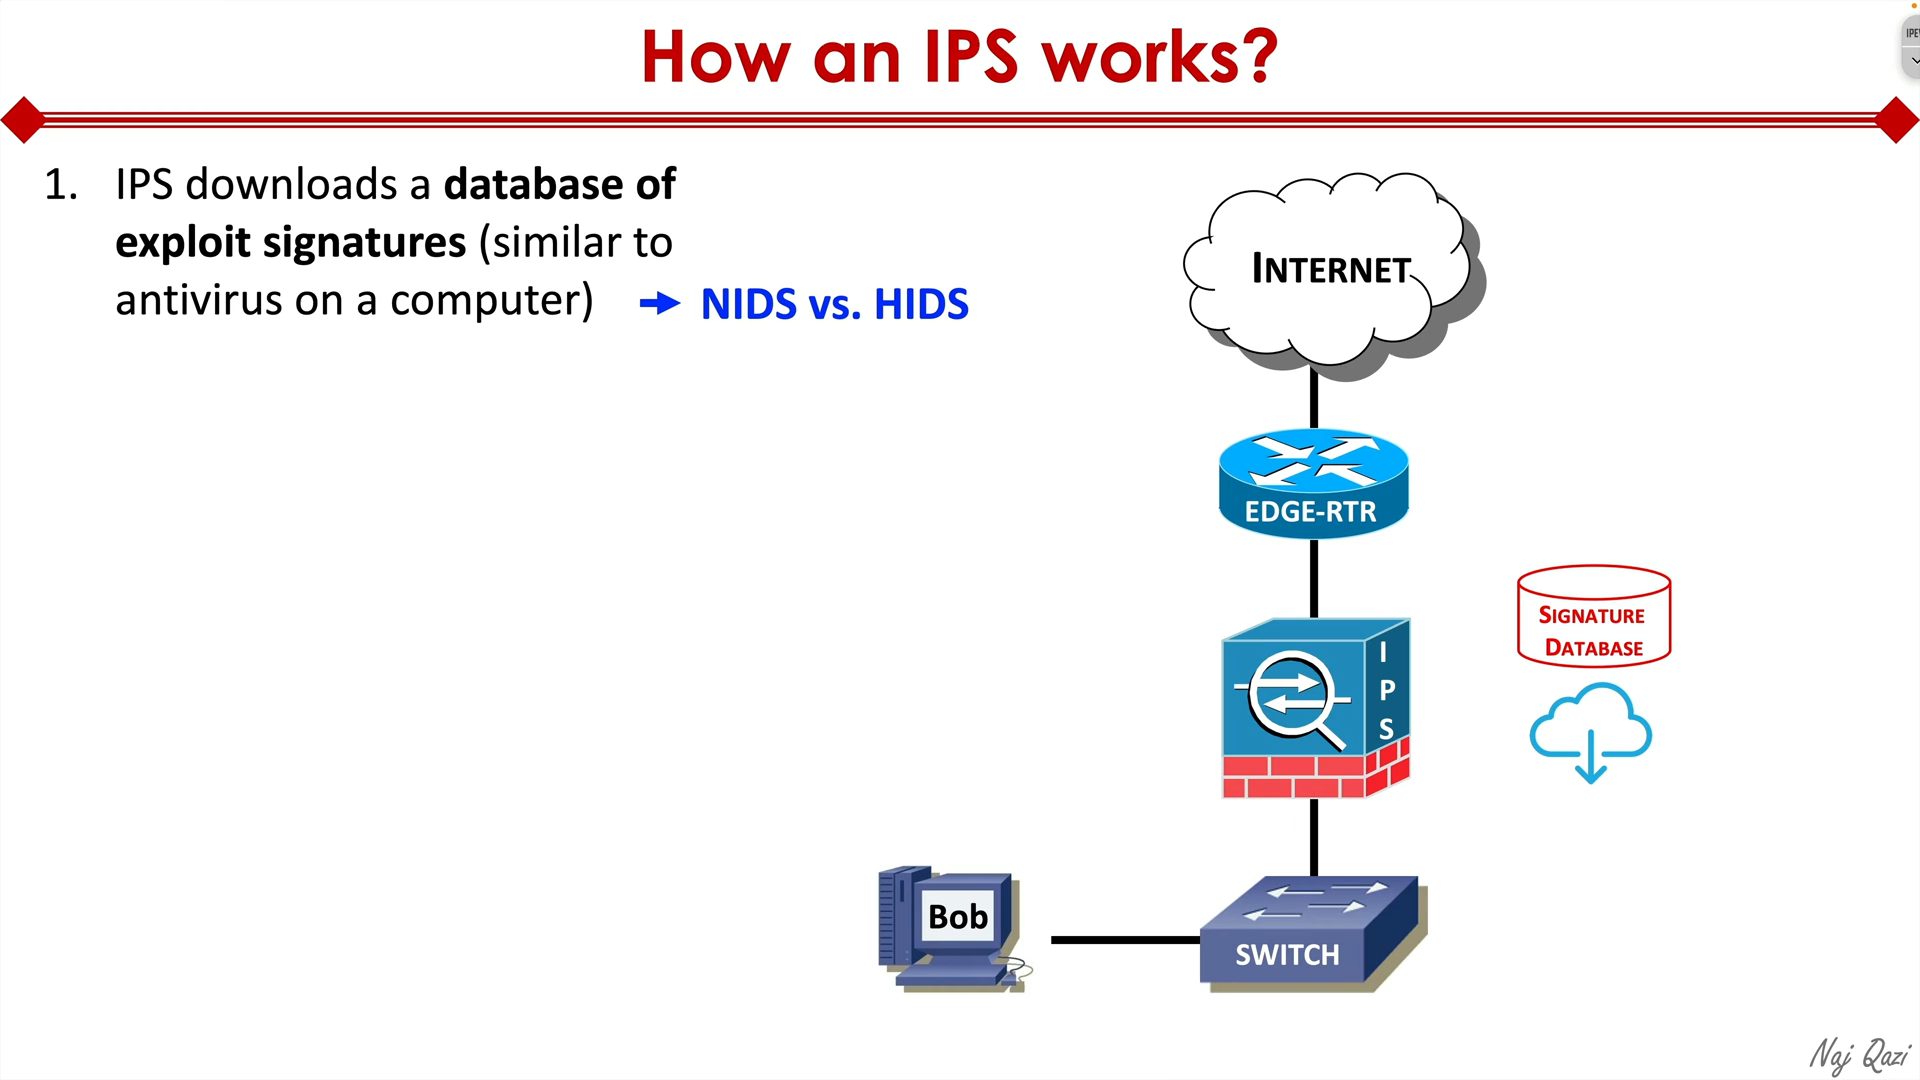 How an IPS works?
IPE
1. IPS downloads a database of
exploit signatures (similar to
antivirus on a computer) → NIDS vs. HIDS
INTERNET
EDGE-RTR
SIGNATURE
DATABASE
I
P
S
Bob
SWITCH
Naj Qazi